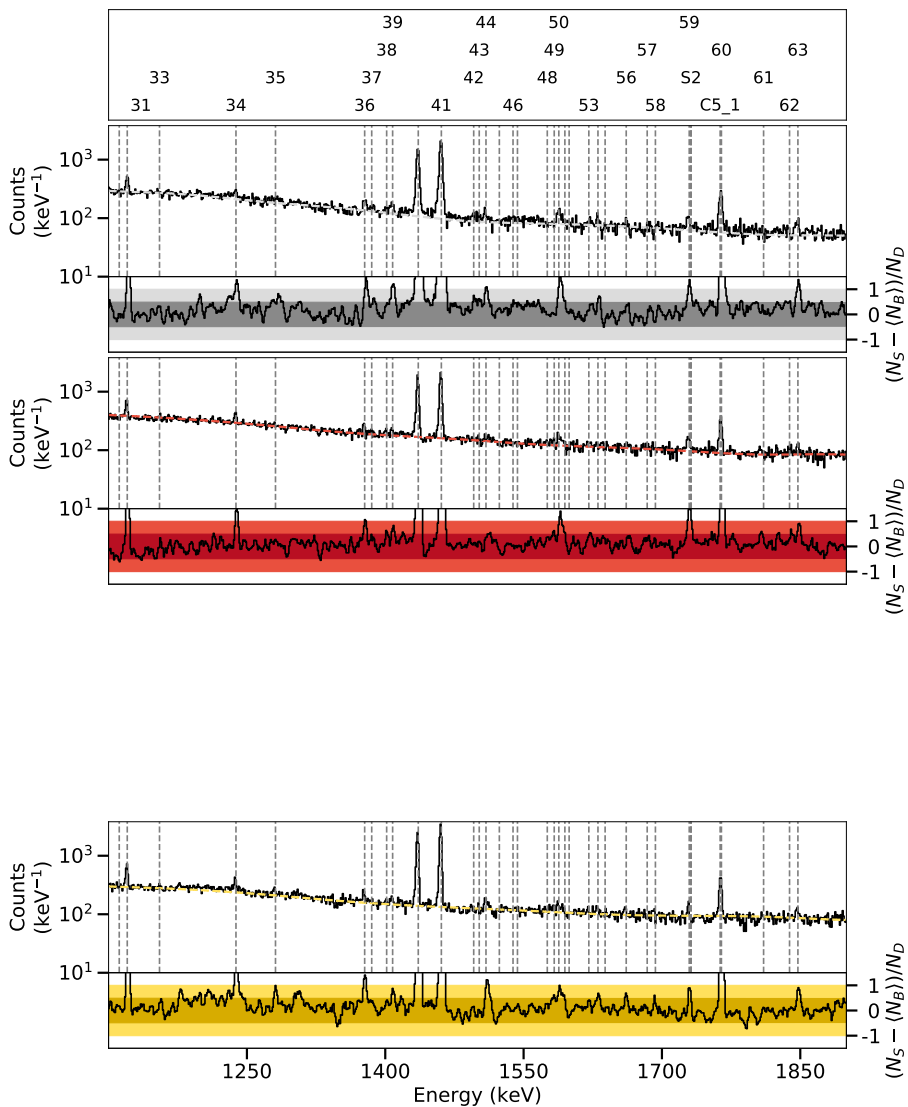 39 44 50 59
38 43 49 57 60 63
33 35 37 42 48 56 S2 61
31 34 36 41 46 53 58 C5_1 62
10³
Counts
(keV⁻¹)
10²
10¹
1
0
-1
(N_S − ⟨N_B⟩)/N_D
10³
Counts
(keV⁻¹)
10²
10¹
1
0
-1
(N_S − ⟨N_B⟩)/N_D
10³
Counts
(keV⁻¹)
10²
10¹
1
0
-1
(N_S − ⟨N_B⟩)/N_D
1250 1400 1550 1700 1850
Energy (keV)